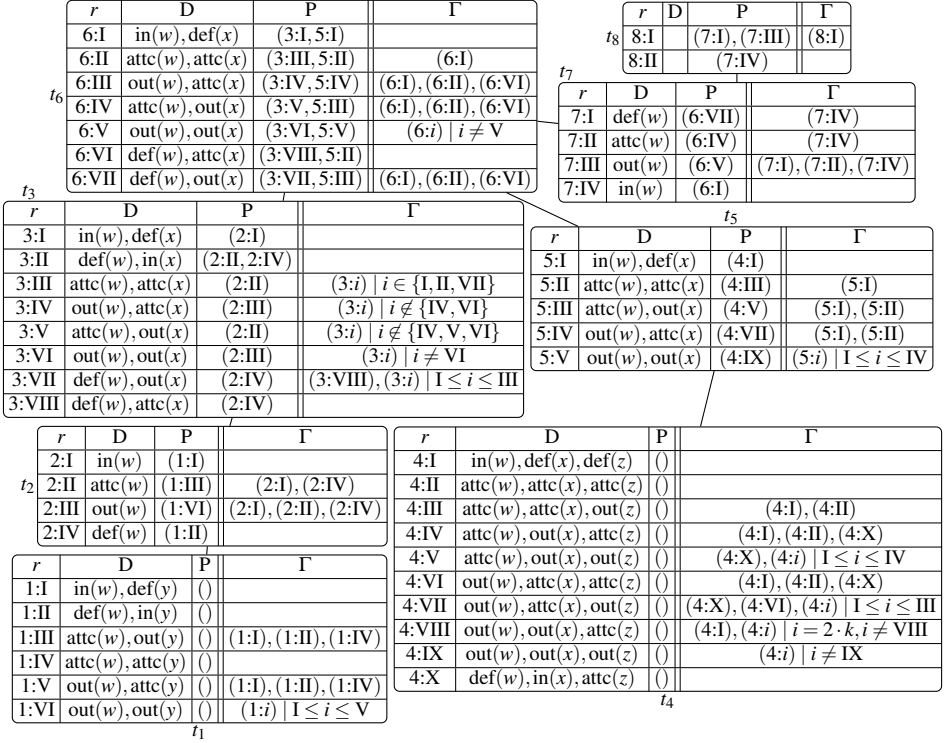 t6
r D P Γ
6:I in(w),def(x) (3:I,5:I)
6:II attc(w),attc(x) (3:III,5:II) (6:I)
6:III out(w),attc(x) (3:IV,5:IV) (6:I),(6:II),(6:VI)
6:IV attc(w),out(x) (3:V,5:III) (6:I),(6:II),(6:VI)
6:V out(w),out(x) (3:VI,5:V) (6:i) | i ≠ V
6:VI def(w),attc(x) (3:VIII,5:II)
6:VII def(w),out(x) (3:VII,5:III) (6:I),(6:II),(6:VI)
t8
r D P Γ
8:I (7:I),(7:III) (8:I)
8:II (7:IV)
t7
r D P Γ
7:I def(w) (6:VII) (7:IV)
7:II attc(w) (6:IV) (7:IV)
7:III out(w) (6:V) (7:I),(7:II),(7:IV)
7:IV in(w) (6:I)
t3
r D P Γ
3:I in(w),def(x) (2:I)
3:II def(w),in(x) (2:II,2:IV)
3:III attc(w),attc(x) (2:II) (3:i) | i ∈ {I,II,VII}
3:IV out(w),attc(x) (2:III) (3:i) | i ∉ {IV,VI}
3:V attc(w),out(x) (2:II) (3:i) | i ∉ {IV,V,VI}
3:VI out(w),out(x) (2:III) (3:i) | i ≠ VI
3:VII def(w),out(x) (2:IV) (3:VIII),(3:i) | I ≤ i ≤ III
3:VIII def(w),attc(x) (2:IV)
t5
r D P Γ
5:I in(w),def(x) (4:I)
5:II attc(w),attc(x) (4:III) (5:I)
5:III attc(w),out(x) (4:V) (5:I),(5:II)
5:IV out(w),attc(x) (4:VII) (5:I),(5:II)
5:V out(w),out(x) (4:IX) (5:i) | I ≤ i ≤ IV
t2
r D P Γ
2:I in(w) (1:I)
2:II attc(w) (1:III) (2:I),(2:IV)
2:III out(w) (1:VI) (2:I),(2:II),(2:IV)
2:IV def(w) (1:II)
r D P Γ
1:I in(w),def(y) ()
1:II def(w),in(y) ()
1:III attc(w),out(y) () (1:I),(1:II),(1:IV)
1:IV attc(w),attc(y) ()
1:V out(w),attc(y) () (1:I),(1:II),(1:IV)
1:VI out(w),out(y) () (1:i) | I ≤ i ≤ V
t1
r D P Γ
4:I in(w),def(x),def(z) ()
4:II attc(w),attc(x),attc(z) ()
4:III attc(w),attc(x),out(z) () (4:I),(4:II)
4:IV attc(w),out(x),attc(z) () (4:I),(4:II),(4:X)
4:V attc(w),out(x),out(z) () (4:X),(4:i) | I ≤ i ≤ IV
4:VI out(w),attc(x),attc(z) () (4:I),(4:II),(4:X)
4:VII out(w),attc(x),out(z) () (4:X),(4:VI),(4:i) | I ≤ i ≤ III
4:VIII out(w),out(x),attc(z) () (4:I),(4:i) | i = 2·k,i ≠ VIII
4:IX out(w),out(x),out(z) () (4:i) | i ≠ IX
4:X def(w),in(x),attc(z) ()
t4